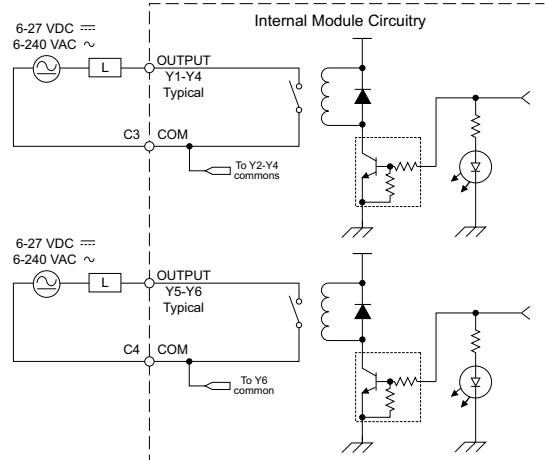 Internal Module Circuitry
6-27 VDC ⎓
6-240 VAC ∿
L
OUTPUT
Y1-Y4
Typical
C3
COM
To Y2-Y4
commons
6-27 VDC ⎓
6-240 VAC ∿
L
OUTPUT
Y5-Y6
Typical
C4
COM
To Y6
common